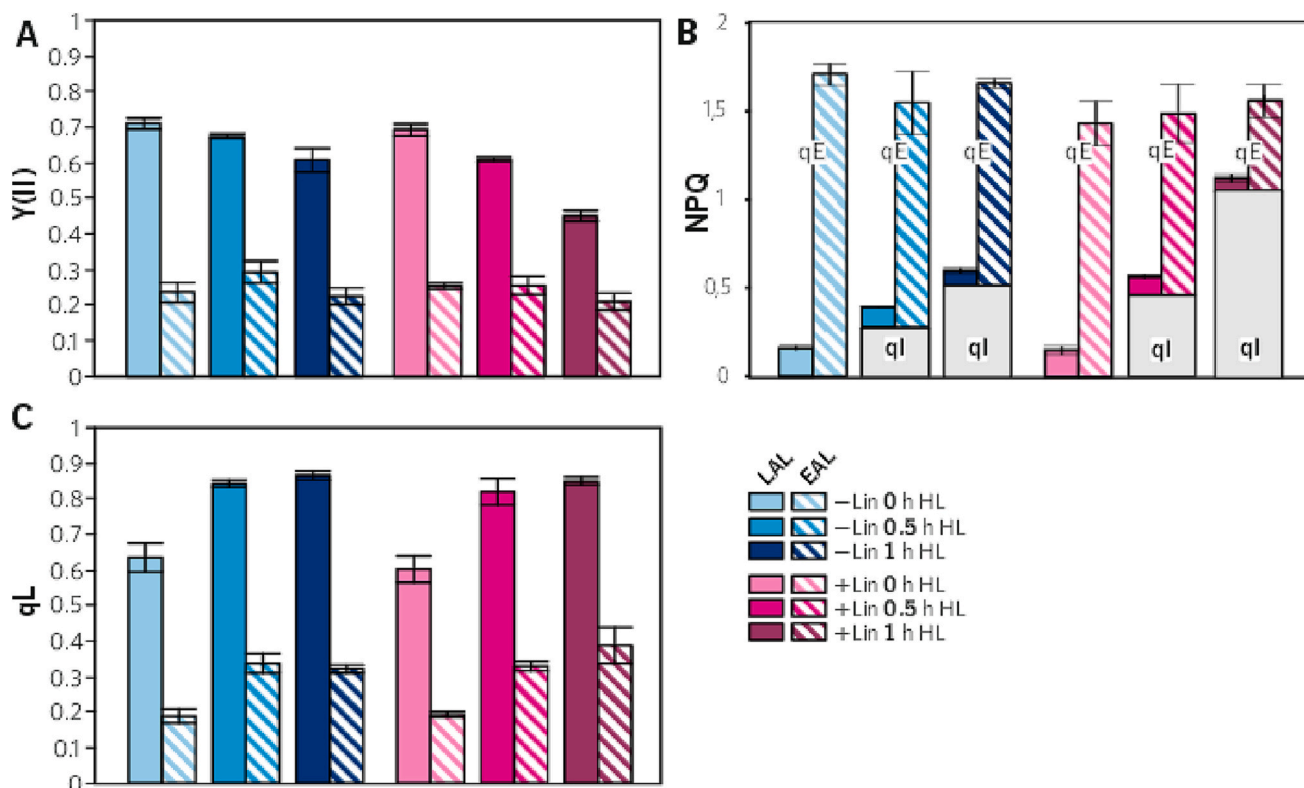 A
Y(II)
1
0.9
0.8
0.7
0.6
0.5
0.4
0.3
0.2
0.1
0
B
NPQ
2
1,5
1
0,5
0
qE
qE
qE
qE
qE
qE
qI
qI
qI
qI
C
qL
1
0.9
0.8
0.7
0.6
0.5
0.4
0.3
0.2
0.1
0
LAL EAL
−Lin 0 h HL
−Lin 0.5 h HL
−Lin 1 h HL
+Lin 0 h HL
+Lin 0.5 h HL
+Lin 1 h HL